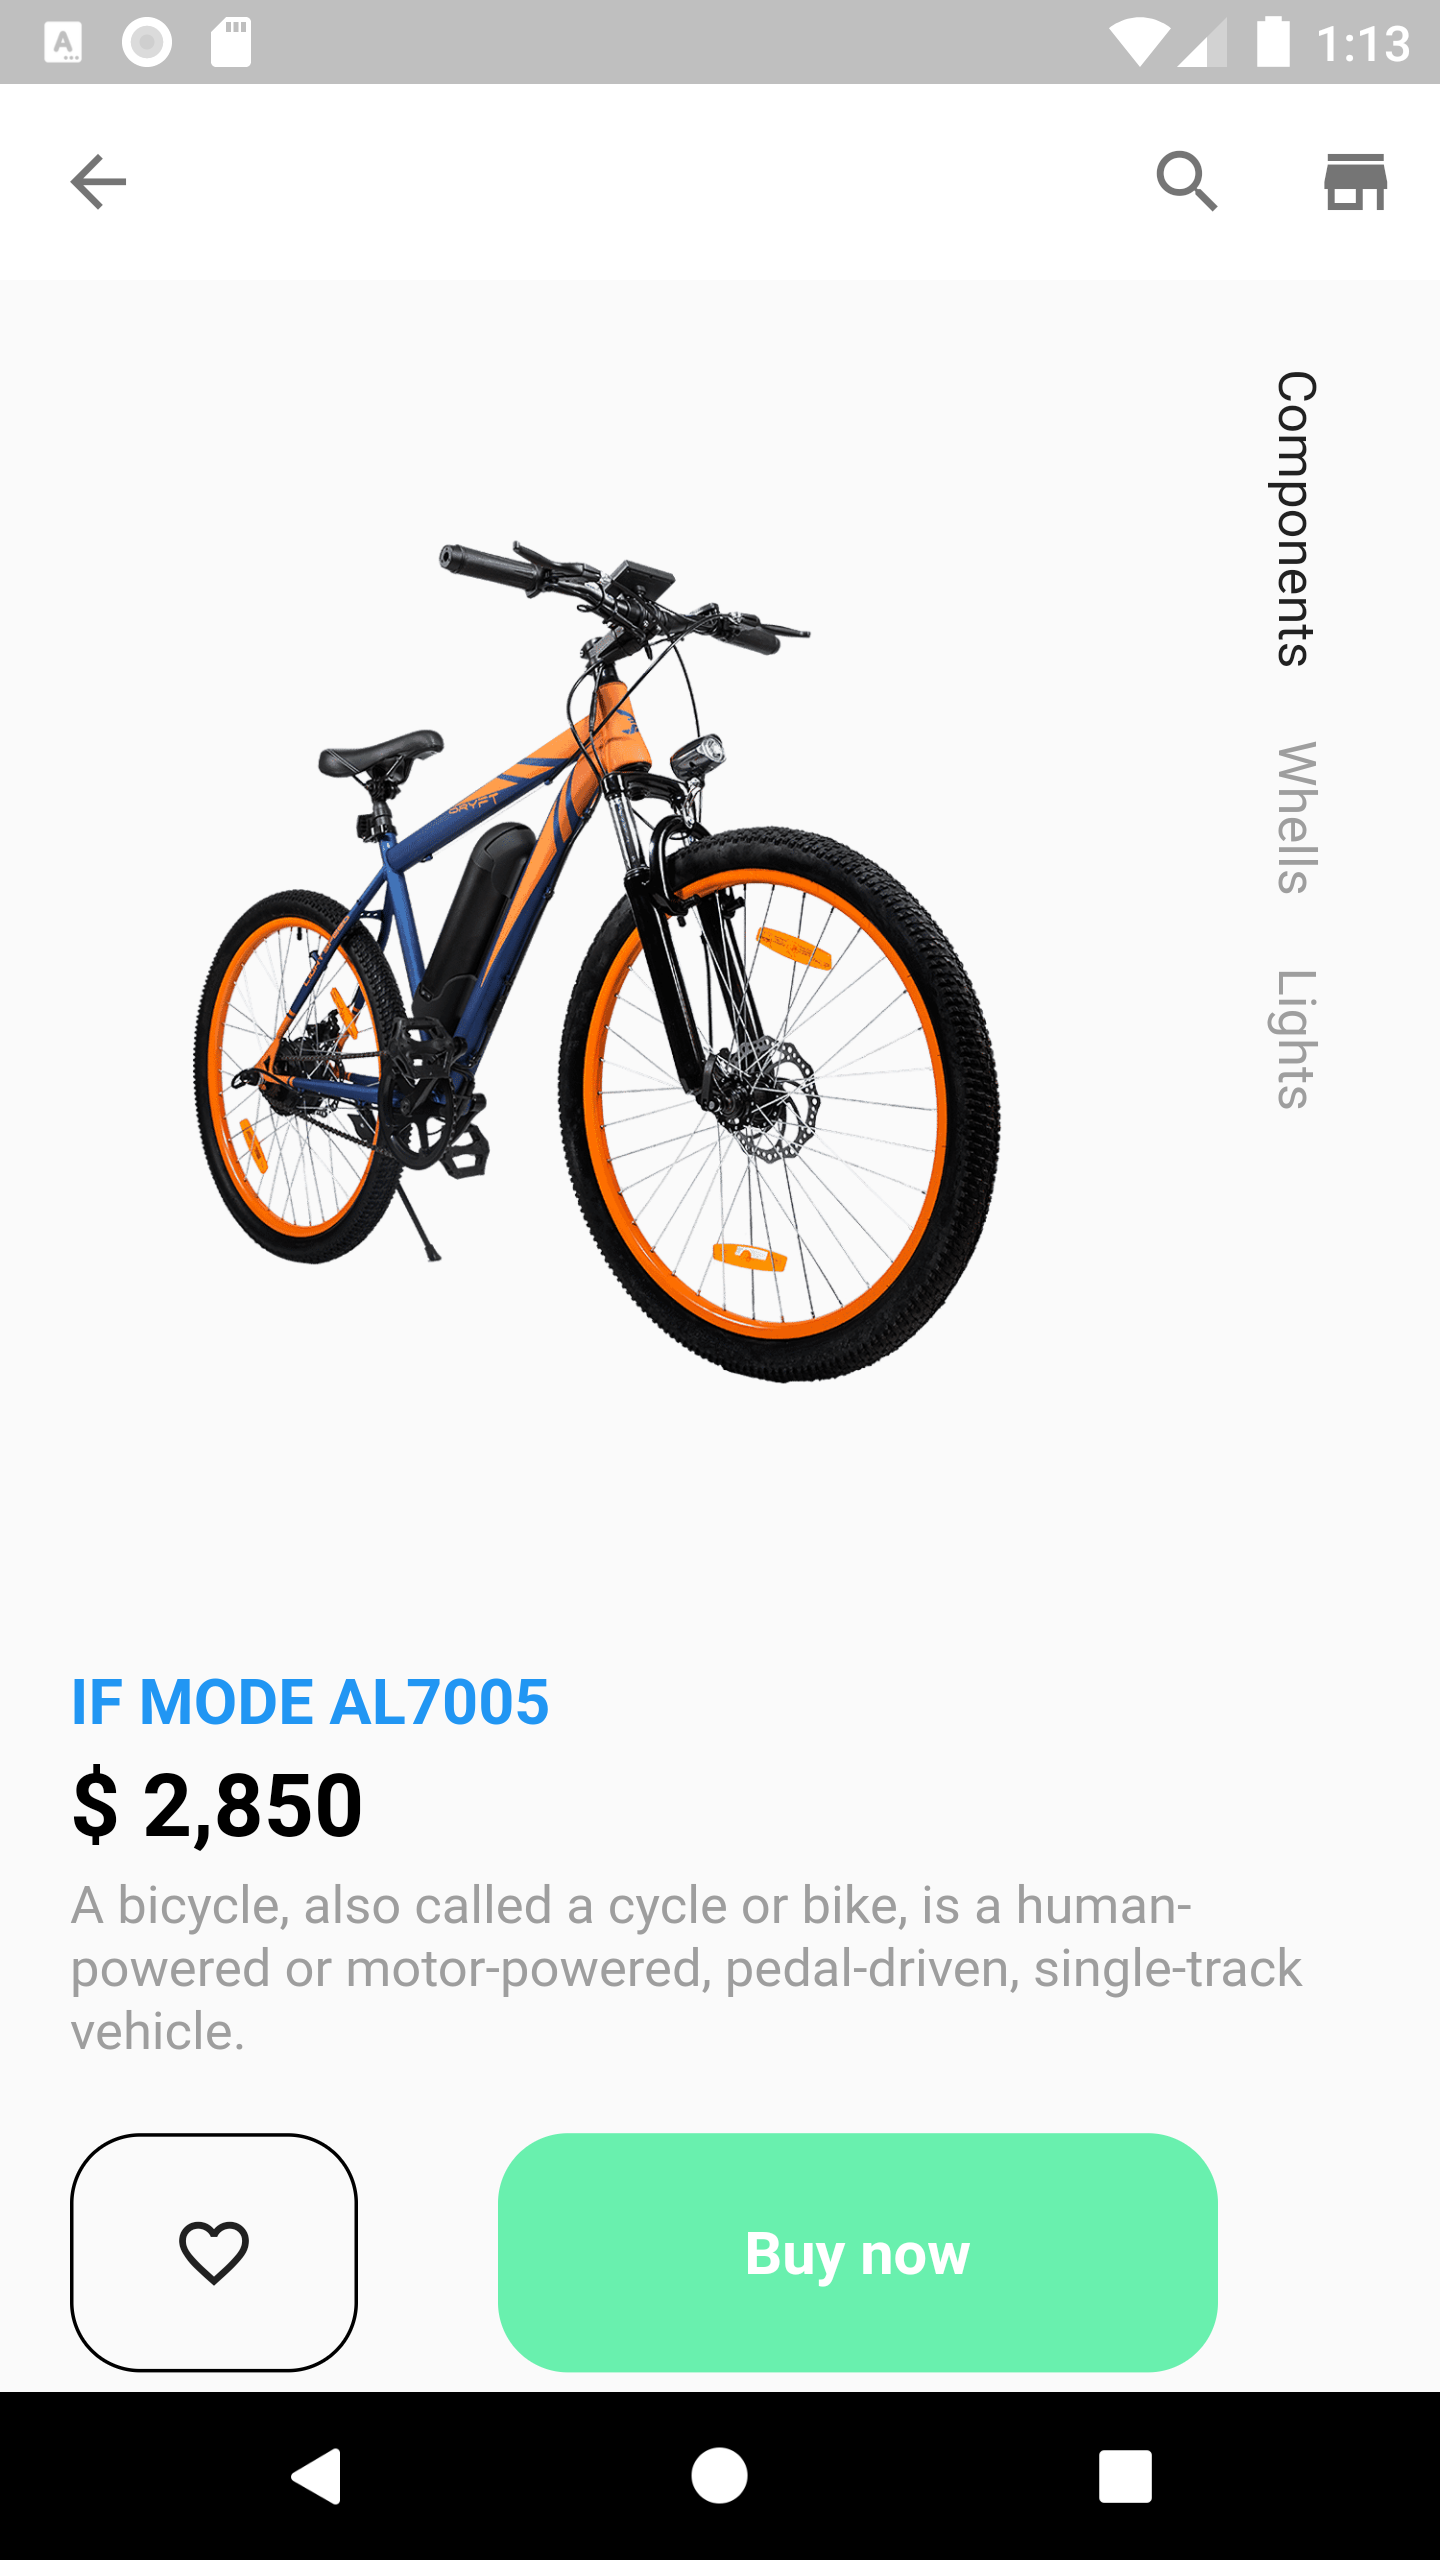 1:13
Components
Whells
Lights
DRYFT
IF MODE AL7005
$ 2,850
A bicycle, also called a cycle or bike, is a human-
powered or motor-powered, pedal-driven, single-track
vehicle.
Buy now